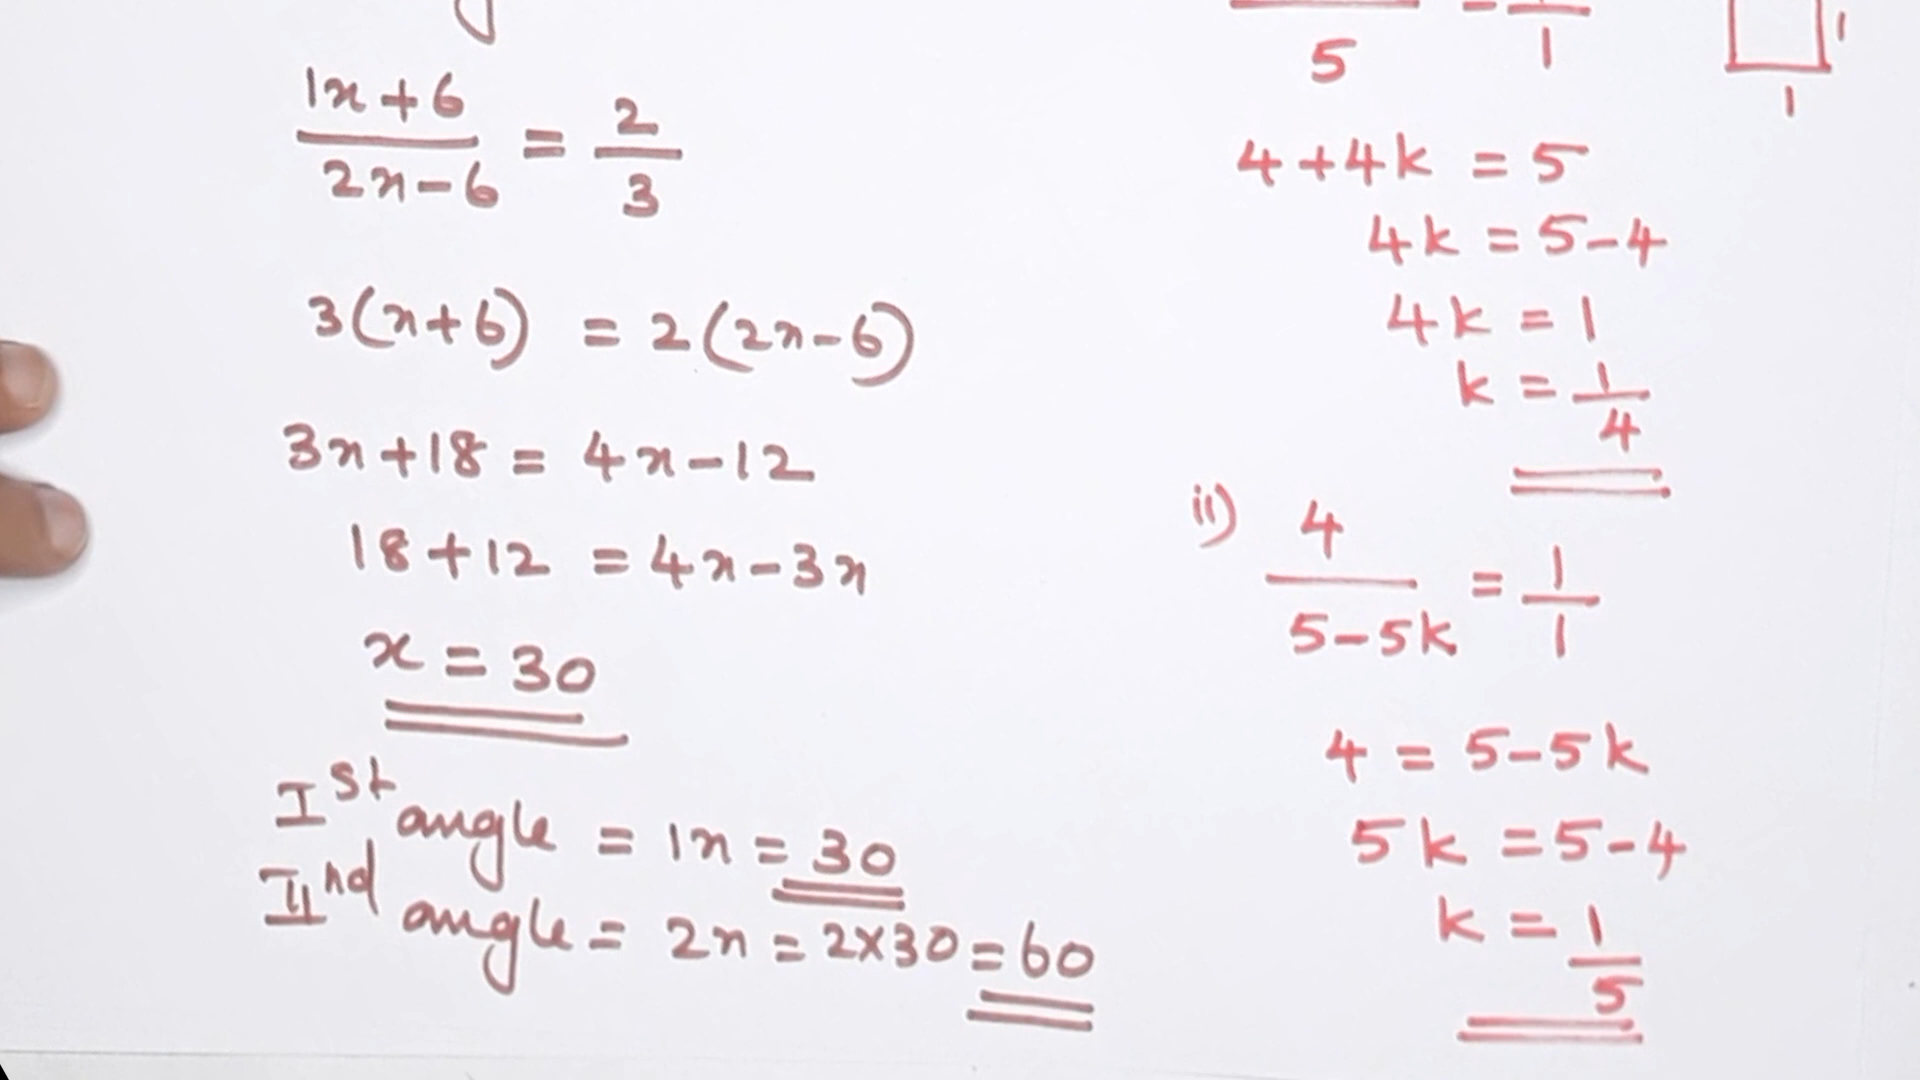 1x+6
2x-6 = 2
3
3(x+6) = 2(2x-6)
3x+18 = 4x-12
18+12 = 4x-3x
x = 30
Ist angle = 1x = 30
IInd angle = 2x = 2×30 = 60
5 = 1
1
1
4+4k = 5
4k = 5-4
4k = 1
k = 1
4
ii) 4
5-5k = 1
1
4 = 5-5k
5k = 5-4
k = 1
5